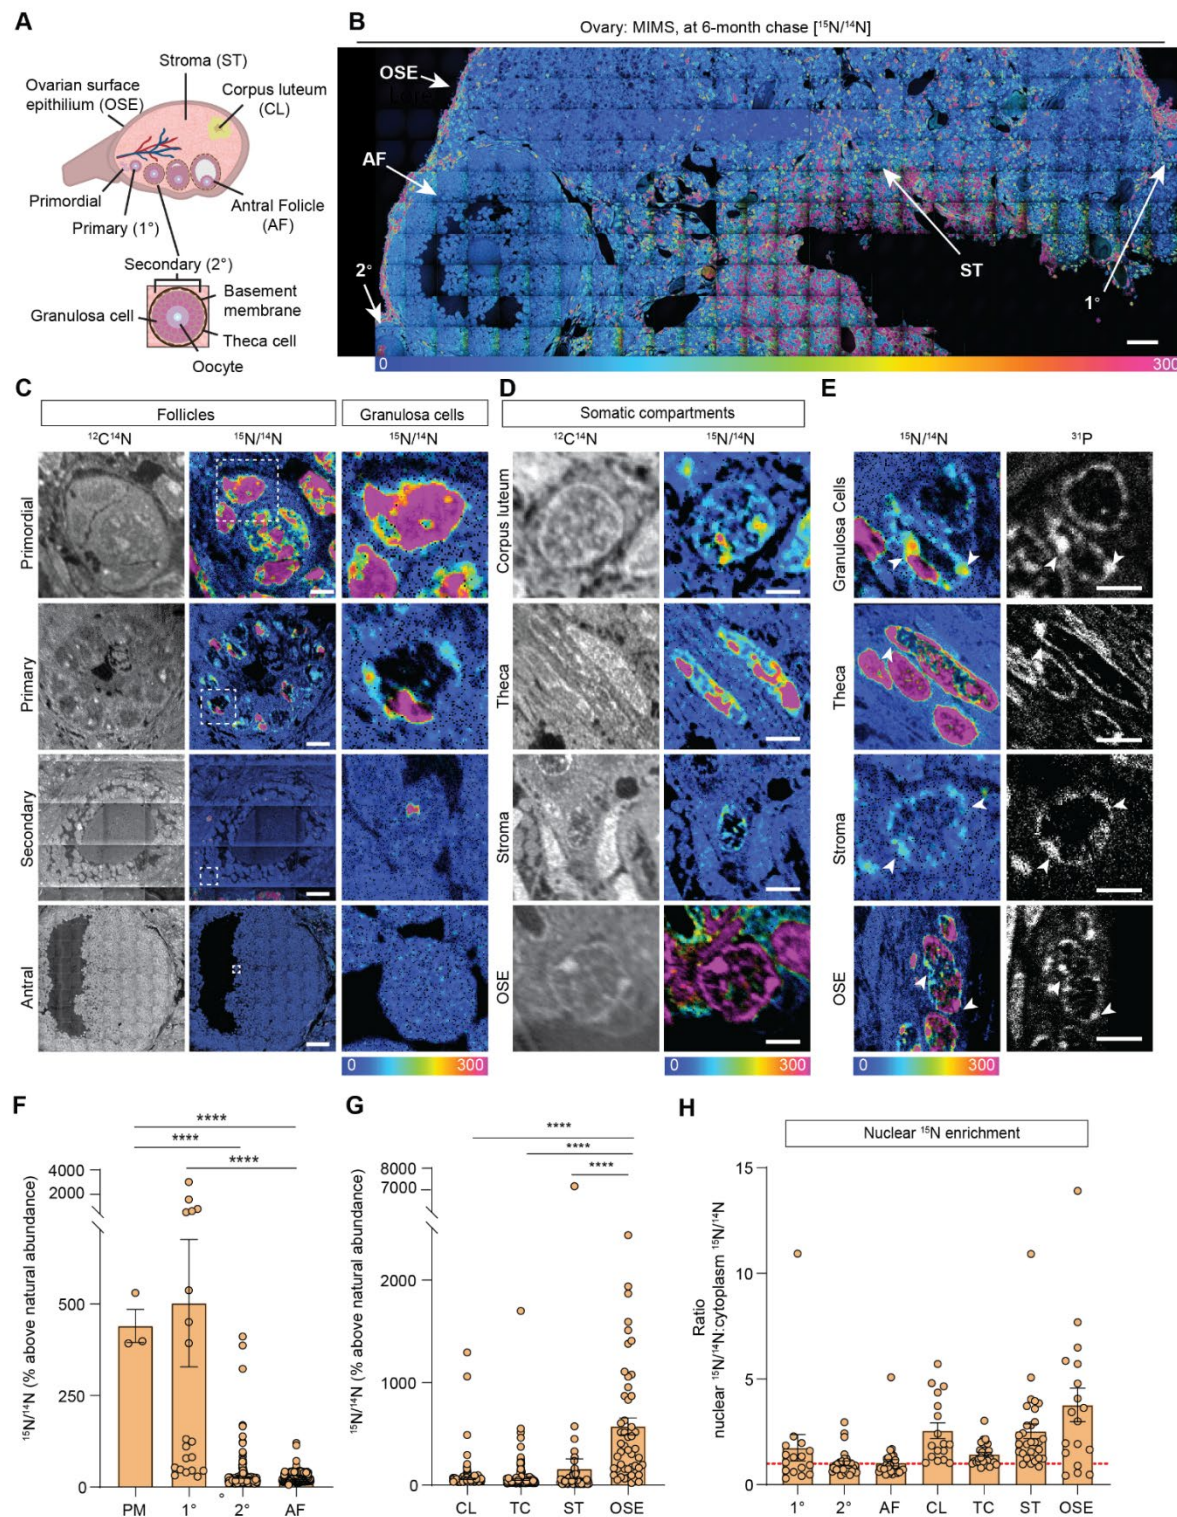 A
Stroma (ST)
Ovarian surface
epithilium (OSE)
Corpus luteum
(CL)
Primordial
Primary (1°)
Antral Folicle
(AF)
Secondary (2°)
Basement
membrane
Granulosa cell
Theca cell
Oocyte
B
Ovary: MIMS, at 6-month chase [¹⁵N/¹⁴N]
OSE
AF
2°
ST
1°
0
300
C
Follicles
Granulosa cells
¹²C¹⁴N
¹⁵N/¹⁴N
¹⁵N/¹⁴N
Primordial
Primary
Secondary
Antral
0
300
D
Somatic compartments
¹²C¹⁴N
¹⁵N/¹⁴N
Corpus luteum
Theca
Stroma
OSE
0
300
E
¹⁵N/¹⁴N
³¹P
Granulosa Cells
Theca
Stroma
OSE
0
300
F
¹⁵N/¹⁴N (% above natural abundance)
4000
2000
500
250
0
****
****
****
PM
1°
2°
AF
G
¹⁵N/¹⁴N (% above natural abundance)
8000
7000
2000
1000
0
****
****
****
CL
TC
ST
OSE
H
Nuclear ¹⁵N enrichment
Ratio
nuclear ¹⁵N/¹⁴N:cytoplasm ¹⁵N/¹⁴N
15
10
5
0
1°
2°
AF
CL
TC
ST
OSE